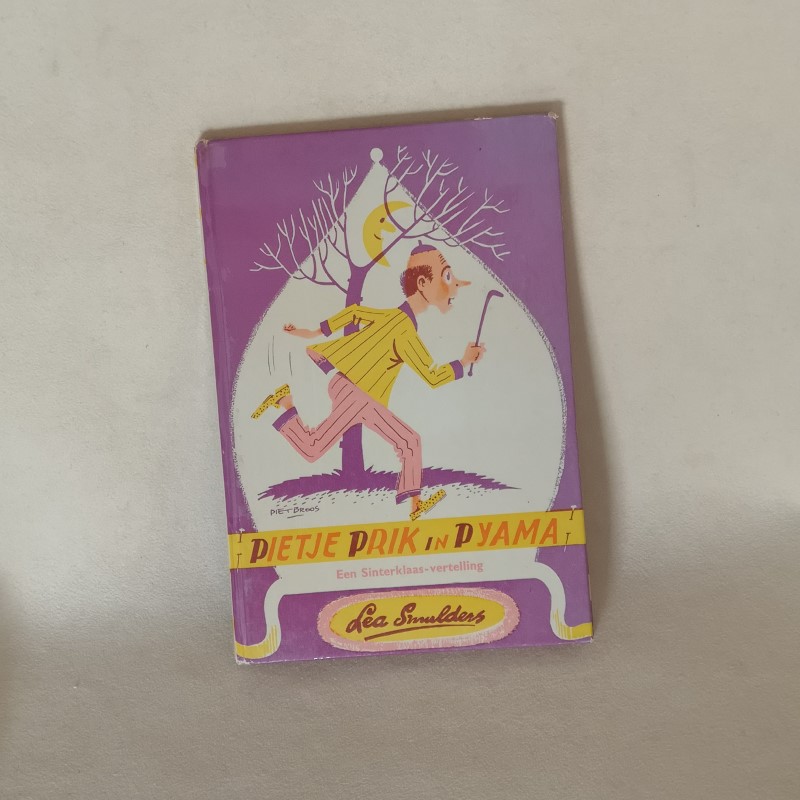 PIET BROOS
PIETJE PRIK IN PYAMA
Een Sinterklaas-vertelling
Lea Smulders